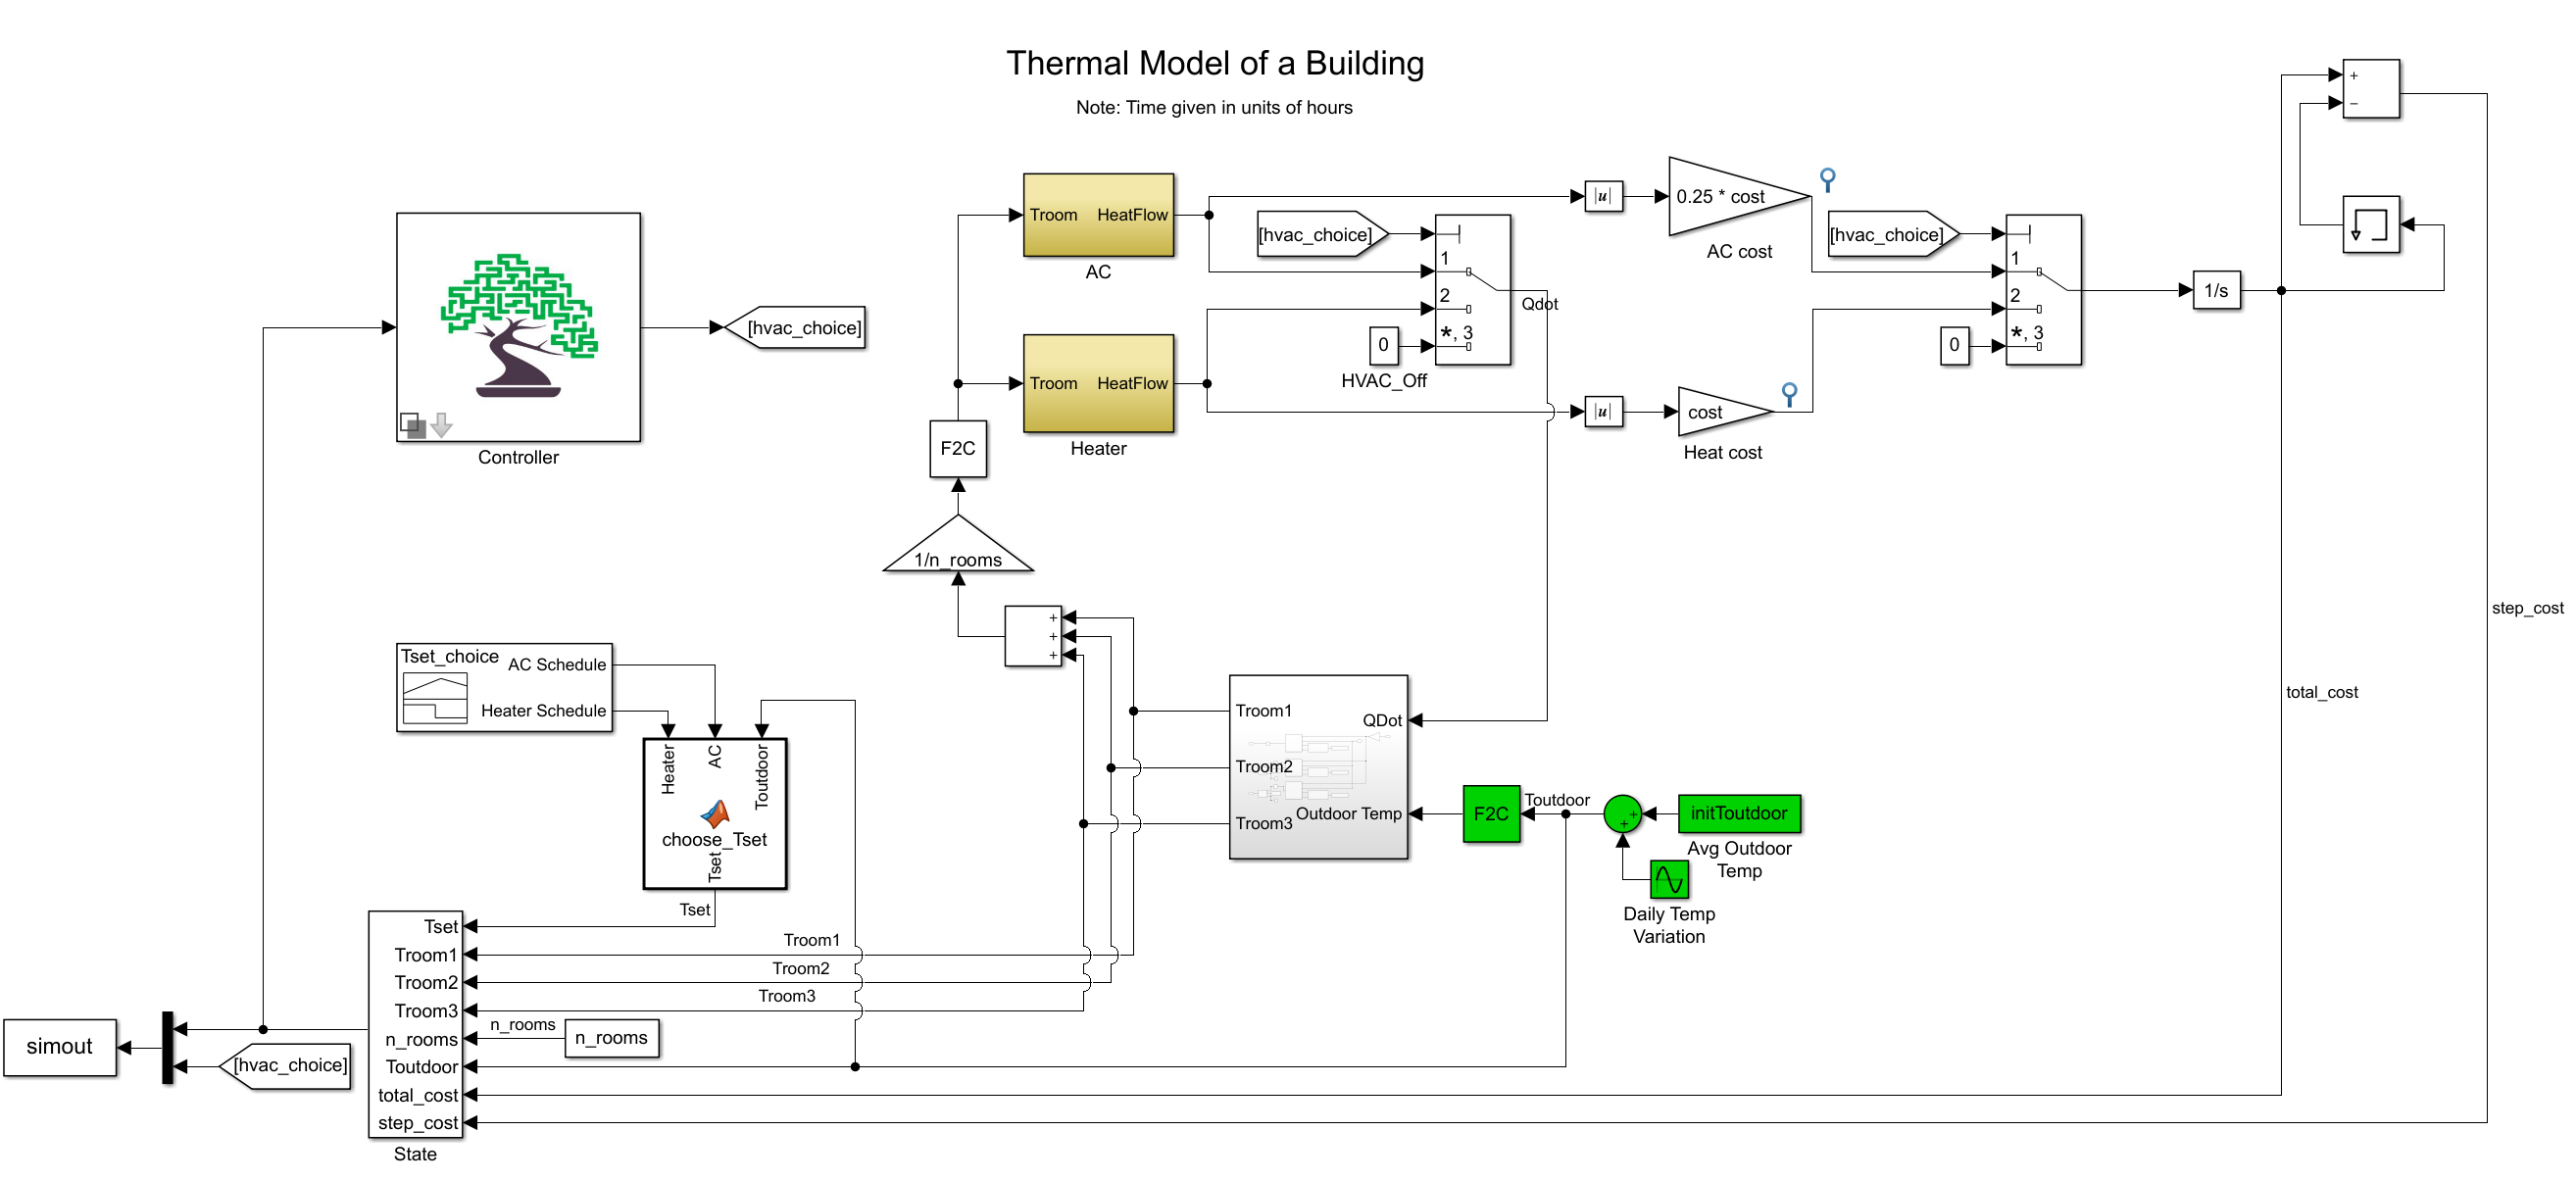 Thermal Model of a Building
Note: Time given in units of hours
+
−
Troom HeatFlow
AC
[hvac_choice]
1
2
*, 3
0
HVAC_Off
Qdot
|u|
0.25 * cost
AC cost
[hvac_choice]
1
2
*, 3
0
1/s
Controller
[hvac_choice]
Troom HeatFlow
Heater
|u|
cost
Heat cost
F2C
1/n_rooms
+
+
+
step_cost
total_cost
Tset_choice
AC Schedule
Heater Schedule
Heater
AC
Toutdoor
choose_Tset
Tset
Tset
Troom1
Troom2
Troom3
QDot
Outdoor Temp
F2C
Toutdoor
+
+
initToutdoor
Avg Outdoor
Temp
Daily Temp
Variation
Tset
Troom1
Troom2
Troom3
n_rooms
Toutdoor
total_cost
step_cost
State
Troom1
Troom2
Troom3
n_rooms
n_rooms
simout
[hvac_choice]